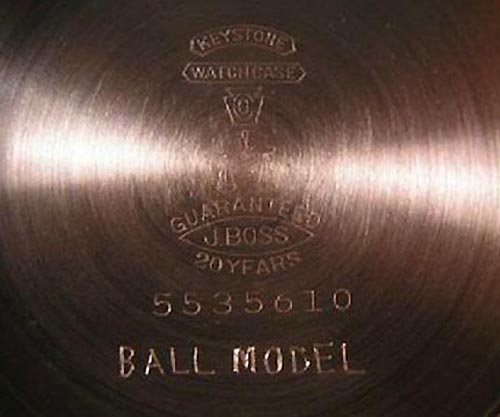 KEYSTONE
WATCHCASE
GUARANTEED
J.BOSS
20 YEARS
5535610
BALL MODEL